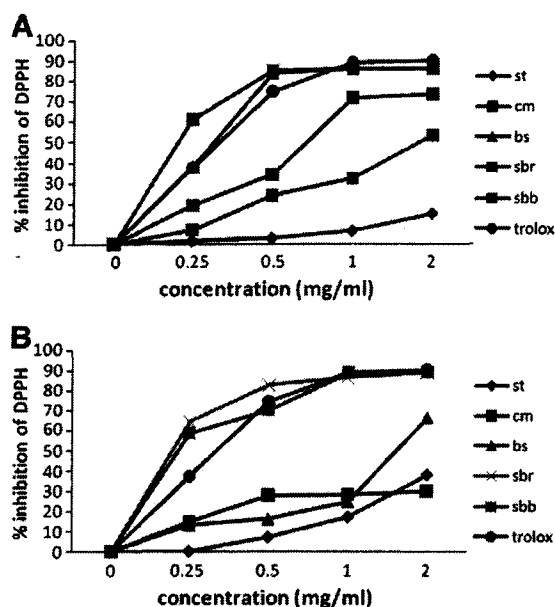 A
% inhibition of DPPH
100
90
80
70
60
50
40
30
20
10
0
0 0.25 0.5 1 2
concentration (mg/ml)
st
cm
bs
sbr
sbb
trolox
B
% inhibition of DPPH
100
90
80
70
60
50
40
30
20
10
0
0 0.25 0.5 1 2
concentration (mg/ml)
st
cm
bs
sbr
sbb
trolox